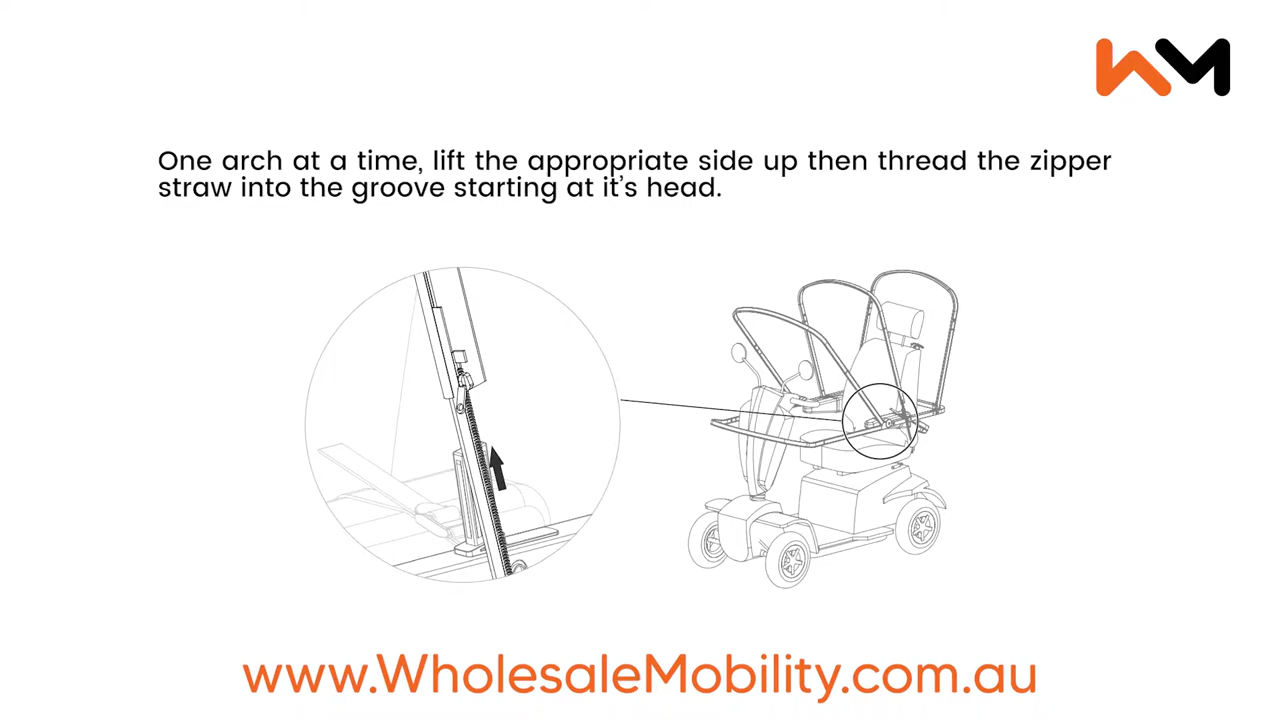 WM
One arch at a time, lift the appropriate side up then thread the zipper
straw into the groove starting at it’s head.
www.WholesaleMobility.com.au